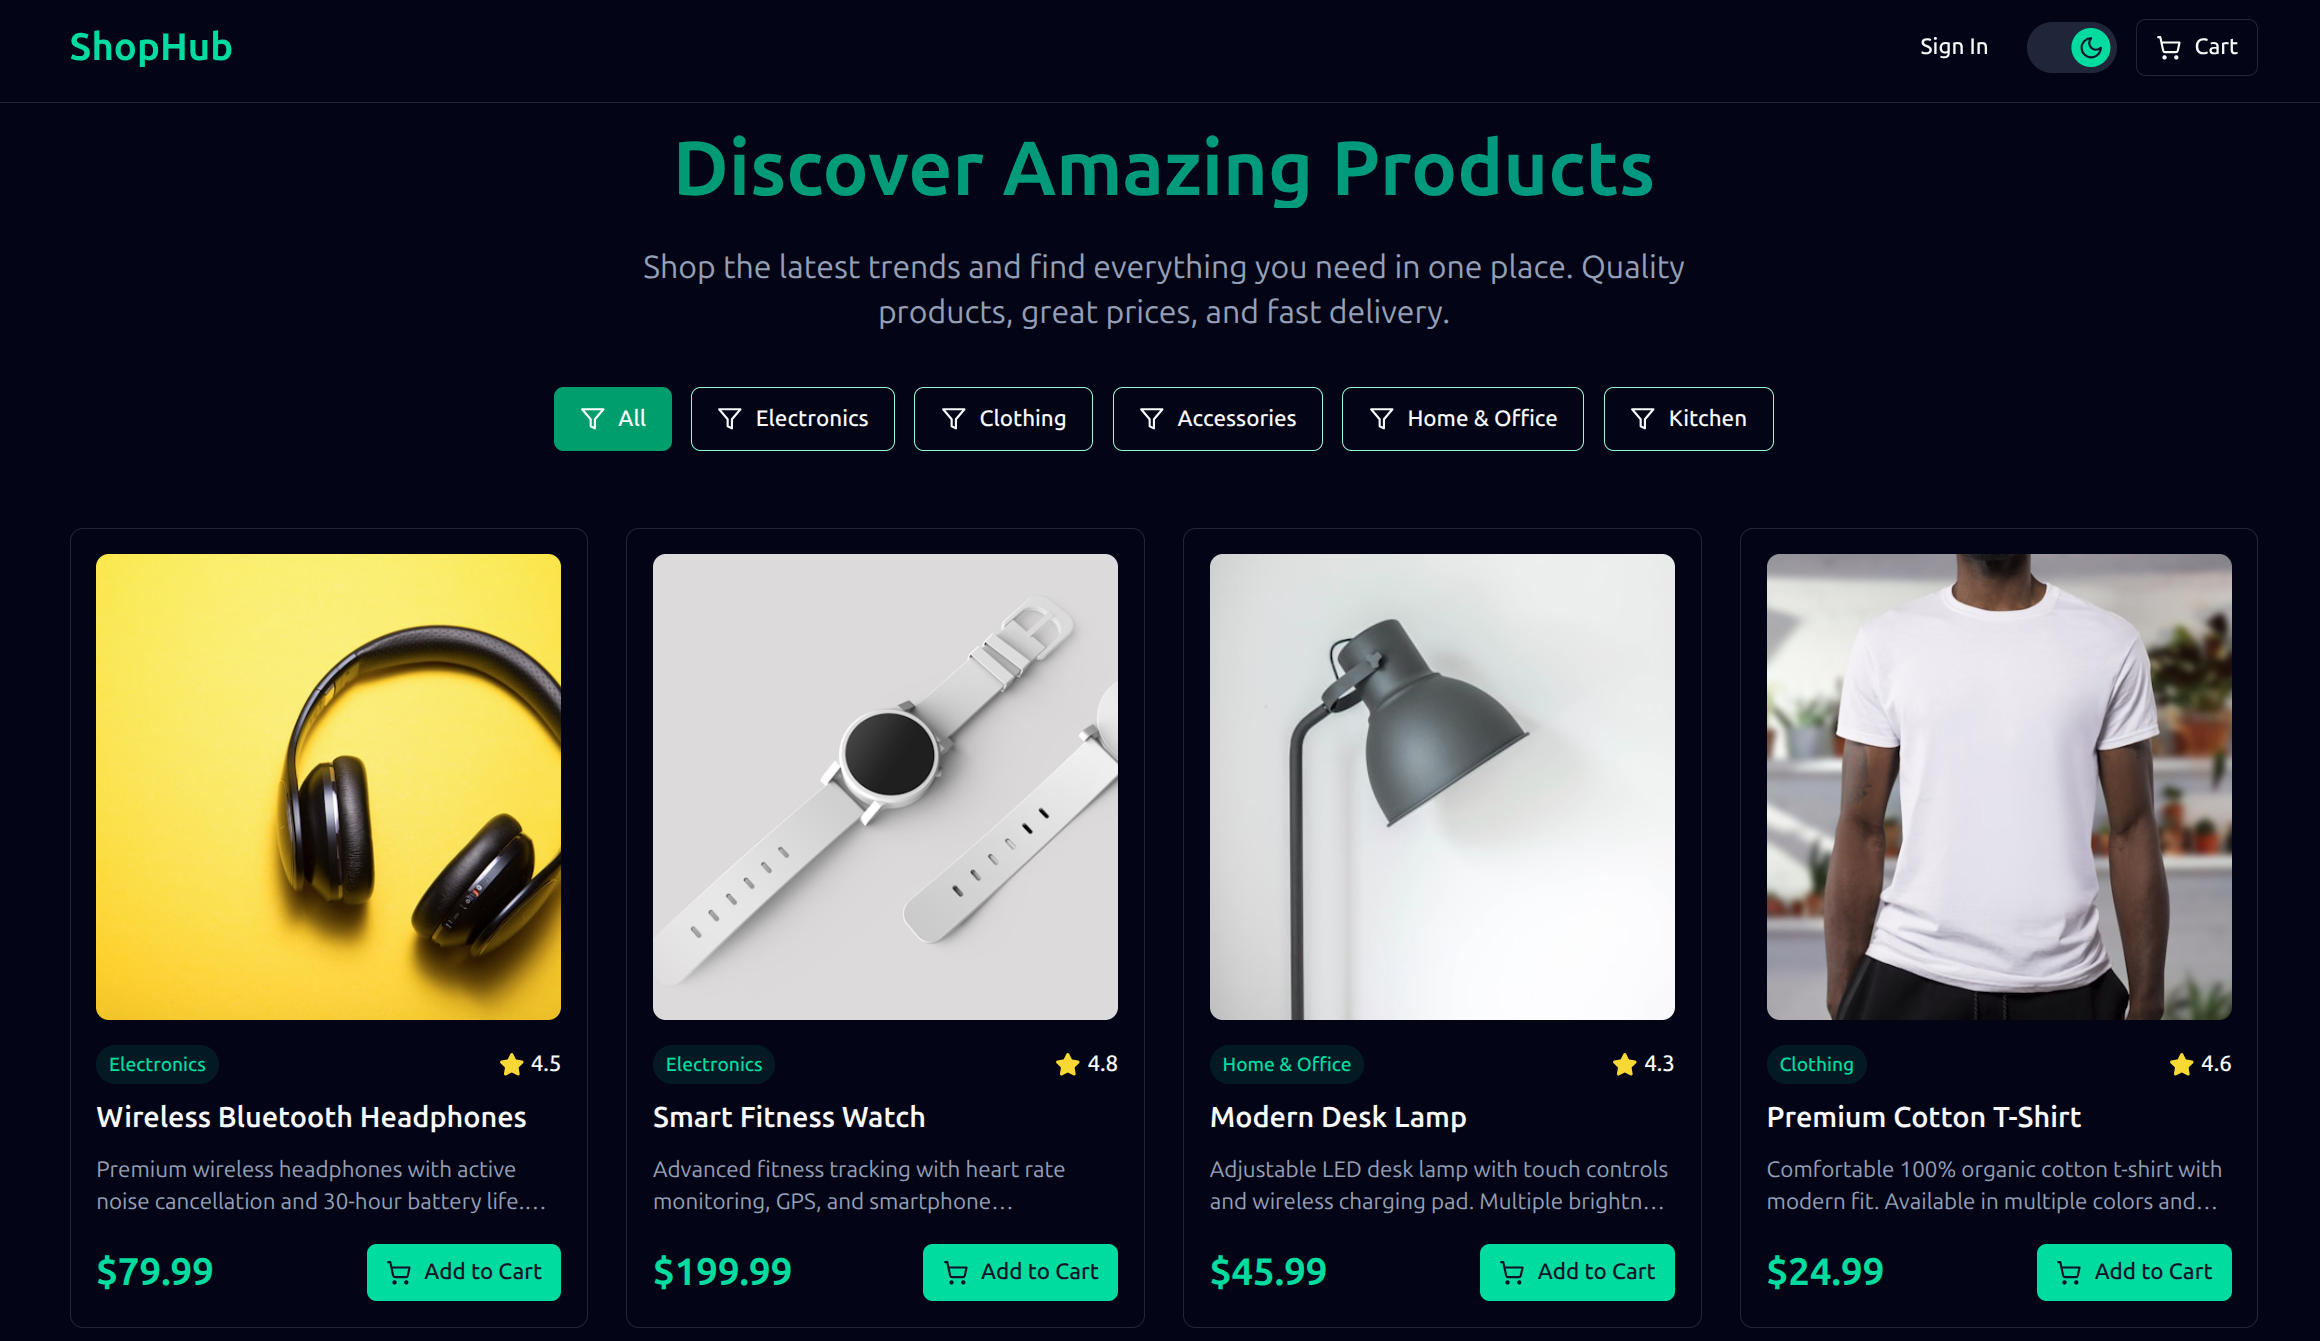 ShopHub
Sign In
Cart
Discover Amazing Products
Shop the latest trends and find everything you need in one place. Quality
products, great prices, and fast delivery.
All
Electronics
Clothing
Accessories
Home & Office
Kitchen
Electronics
4.5
Wireless Bluetooth Headphones
Premium wireless headphones with active
noise cancellation and 30-hour battery life.…
$79.99
Add to Cart
Electronics
4.8
Smart Fitness Watch
Advanced fitness tracking with heart rate
monitoring, GPS, and smartphone…
$199.99
Add to Cart
Home & Office
4.3
Modern Desk Lamp
Adjustable LED desk lamp with touch controls
and wireless charging pad. Multiple brightn…
$45.99
Add to Cart
Clothing
4.6
Premium Cotton T-Shirt
Comfortable 100% organic cotton t-shirt with
modern fit. Available in multiple colors and…
$24.99
Add to Cart